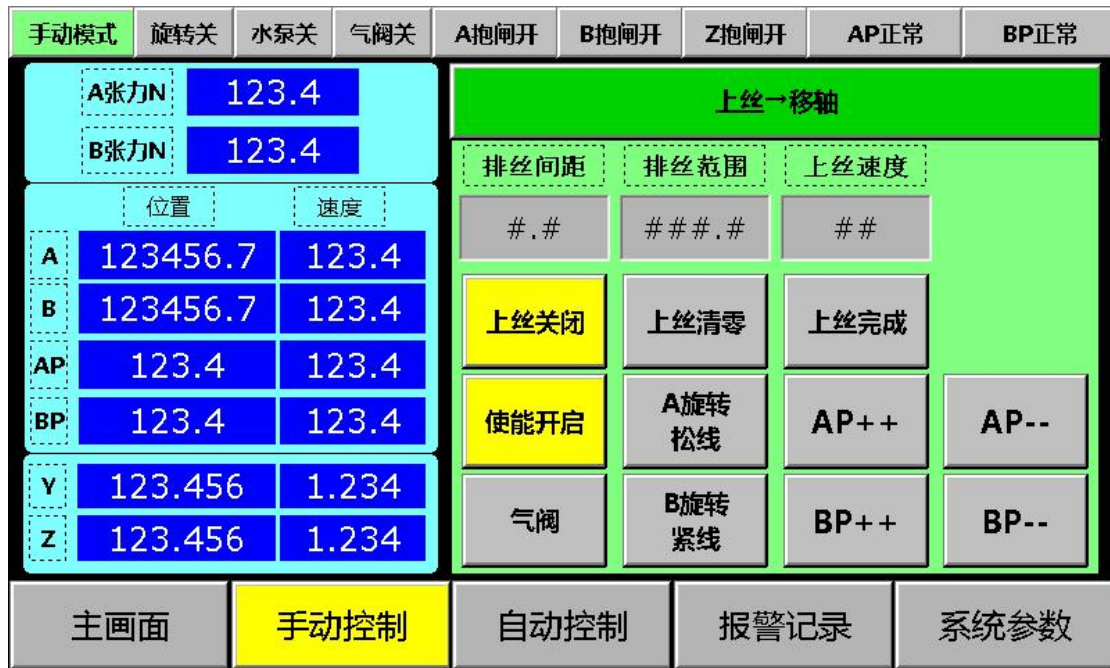 手动模式 旋转关 水泵关 气阀关 A抱闸开 B抱闸开 Z抱闸开 AP正常 BP正常
A张力N 123.4
B张力N 123.4
位置 速度
A 123456.7 123.4
B 123456.7 123.4
AP 123.4 123.4
BP 123.4 123.4
Y 123.456 1.234
Z 123.456 1.234
上丝→移轴
排丝间距 排丝范围 上丝速度
#.# ###.# ##
上丝关闭 上丝清零 上丝完成
使能开启 A旋转
松线 AP++ AP--
气阀 B旋转
紧线 BP++ BP--
主画面 手动控制 自动控制 报警记录 系统参数